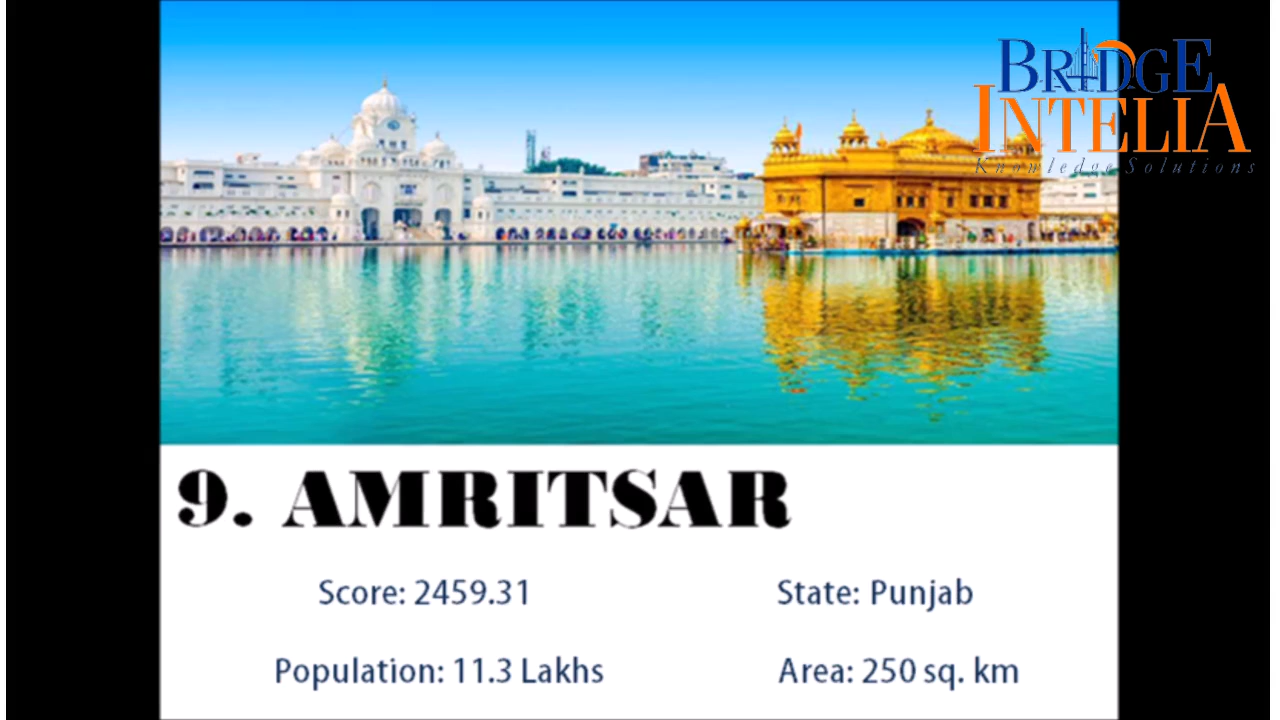 BRIDGE
INTELIA
Knowledge Solutions
9. AMRITSAR
Score: 2459.31
State: Punjab
Population: 11.3 Lakhs
Area: 250 sq. km